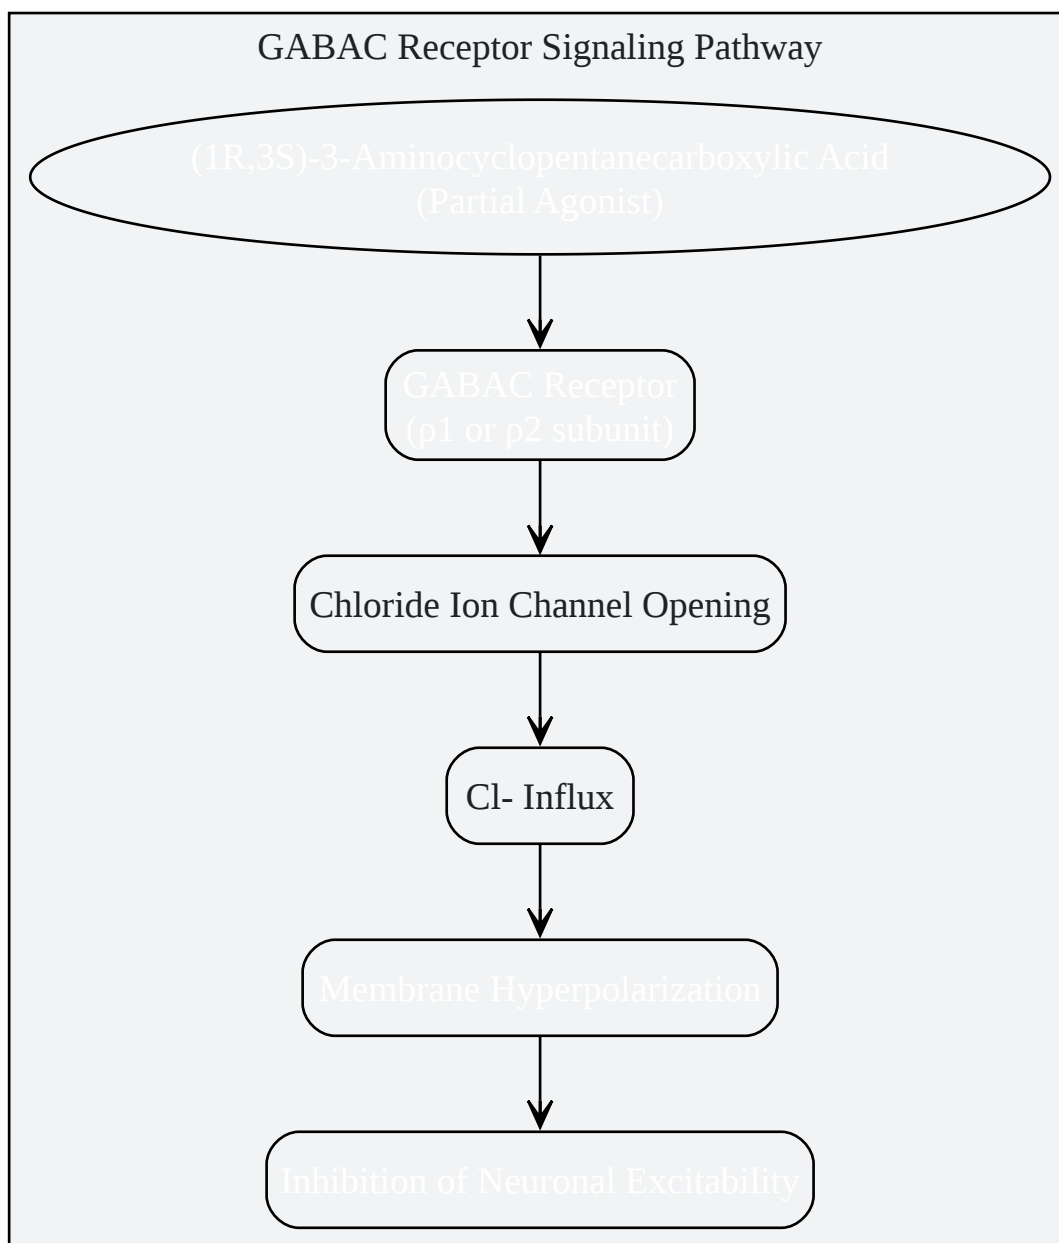 GABAC Receptor Signaling Pathway
(1R,3S)-3-Aminocyclopentanecarboxylic Acid
(Partial Agonist)
GABAC Receptor
(ρ1 or ρ2 subunit)
Chloride Ion Channel Opening
Cl- Influx
Membrane Hyperpolarization
Inhibition of Neuronal Excitability